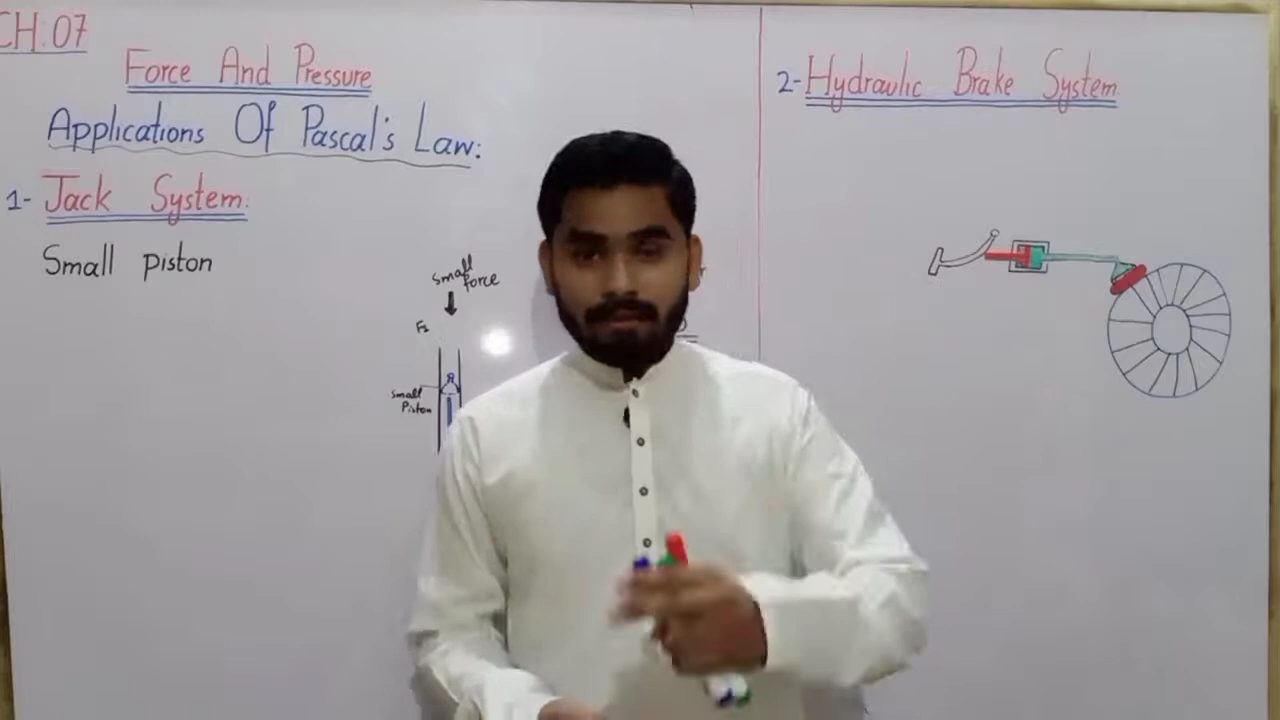 CH:07
Force And Pressure
Applications Of Pascal's Law:
1- Jack System:
Small piston
Small force
F₁
Small Piston
2- Hydraulic Brake System